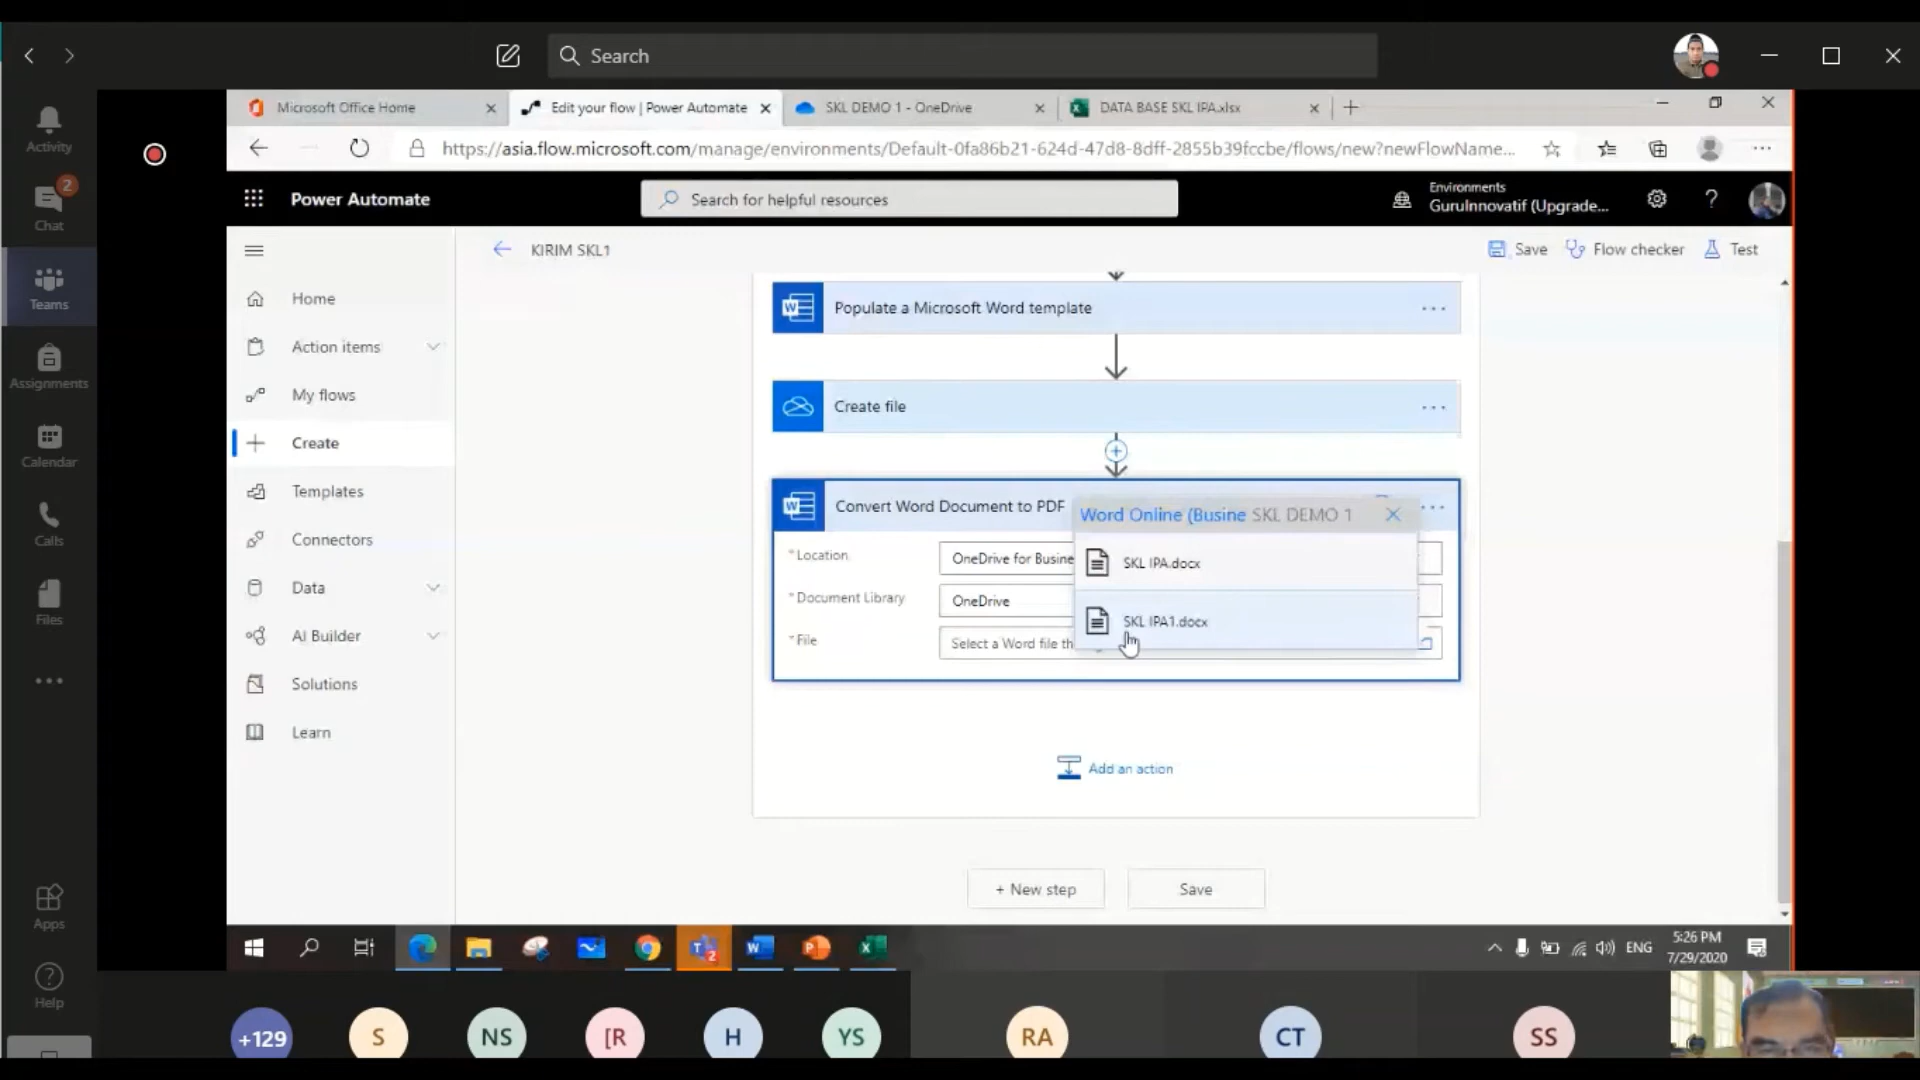 Search
Activity
2
Chat
Teams
Assignments
Calendar
Calls
Files
Apps
Help
Microsoft Office Home
Edit your flow | Power Automate
SKL DEMO 1 - OneDrive
DATA BASE SKL IPA.xlsx
https://asia.flow.microsoft.com/manage/environments/Default-0fa86b21-624d-47d8-8dff-2855b39fccbe/flows/new?newFlowName...
Power Automate
Search for helpful resources
Environments
GuruInnovatif (Upgrade...
KIRIM SKL1
Save
Flow checker
Test
Home
Action items
My flows
Create
Templates
Connectors
Data
AI Builder
Solutions
Learn
Populate a Microsoft Word template
Create file
Convert Word Document to PDF
Word Online (Busine SKL DEMO 1
SKL IPA.docx
SKL IPA1.docx
*Location
OneDrive for Busine
*Document Library
OneDrive
*File
Select a Word file th
Add an action
+ New step
Save
ENG
5:26 PM
7/29/2020
+129
S
NS
[R
H
YS
RA
CT
SS